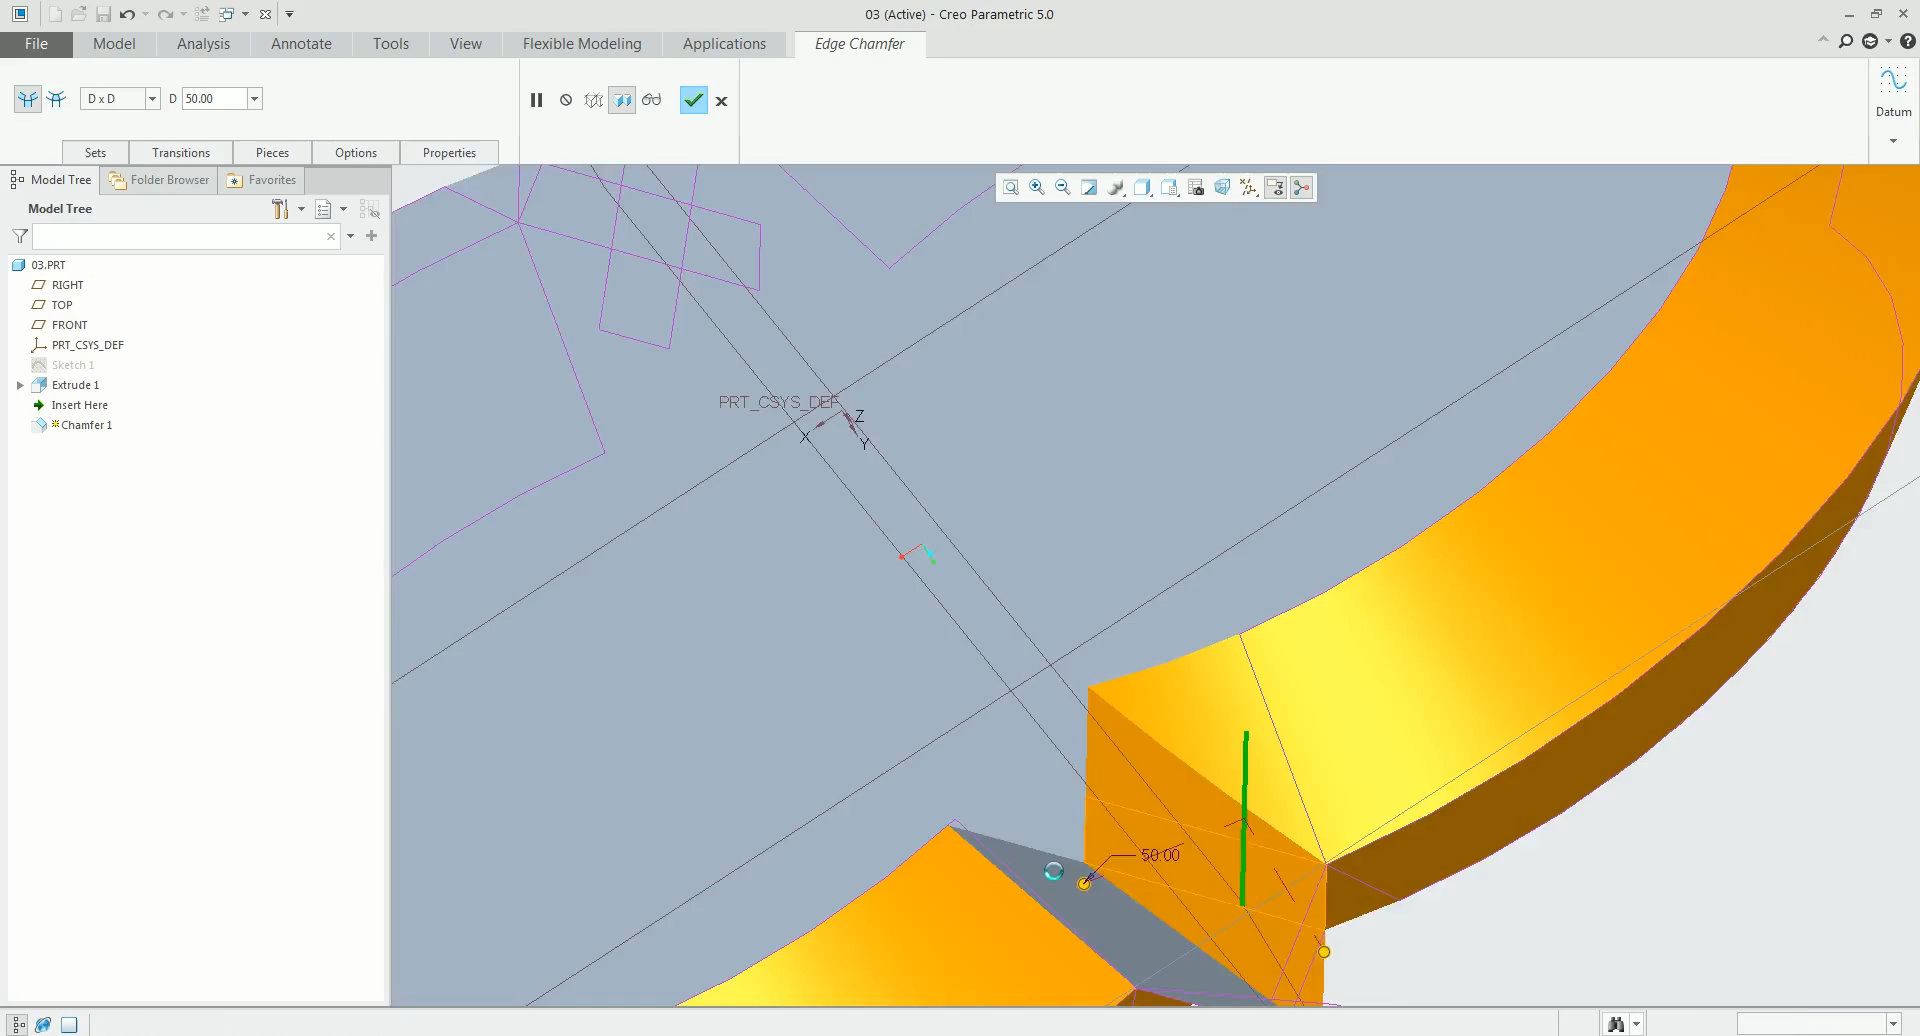 03 (Active) - Creo Parametric 5.0
File Model Analysis Annotate Tools View Flexible Modeling Applications Edge Chamfer
D x D D 50.00
Datum
Sets Transitions Pieces Options Properties
Model Tree Folder Browser Favorites
Model Tree
03.PRT
RIGHT
TOP
FRONT
PRT_CSYS_DEF
Sketch 1
Extrude 1
Insert Here
Chamfer 1
PRT_CSYS_DEF
Z
X
Y
50.00